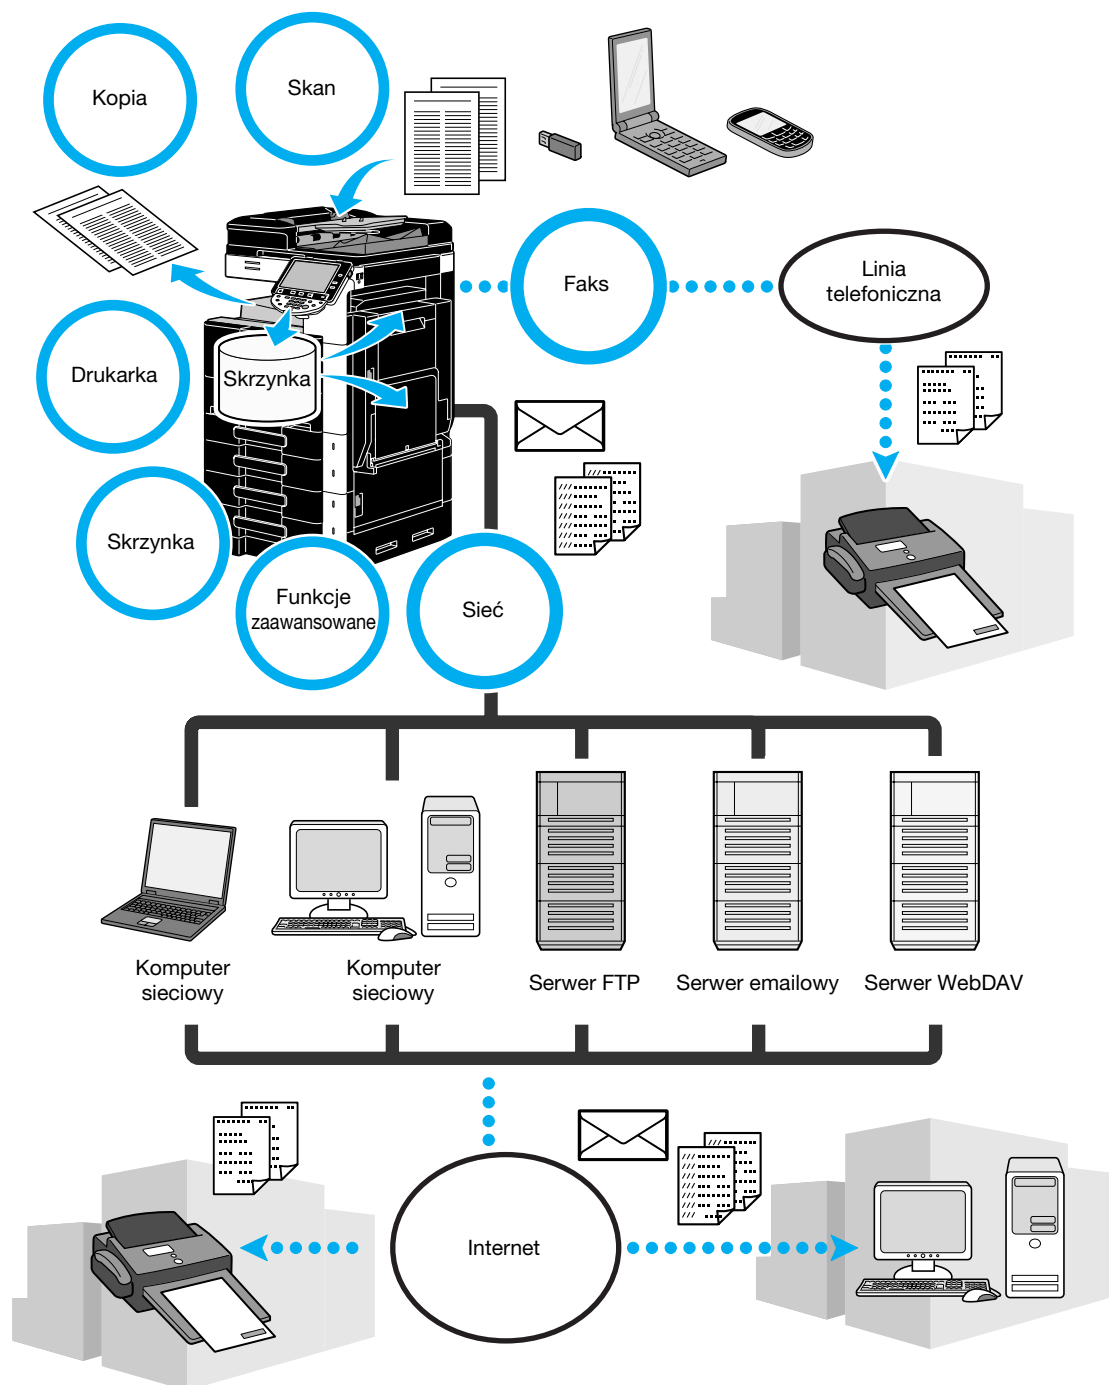 Kopia
Skan
Faks
Linia
telefoniczna
Drukarka
Skrzynka
Skrzynka
Funkcje
zaawansowane
Sieć
Komputer
sieciowy
Komputer
sieciowy
Serwer FTP
Serwer emailowy
Serwer WebDAV
Internet